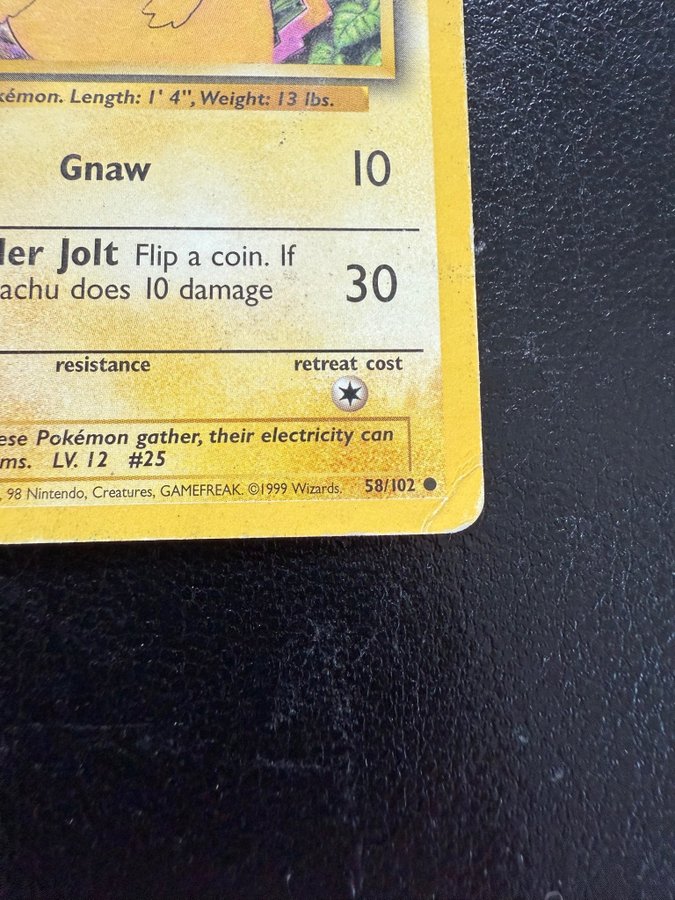 kémon. Length: 1' 4", Weight: 13 lbs.
Gnaw 10
der Jolt Flip a coin. If
achu does 10 damage 30
resistance retreat cost
ese Pokémon gather, their electricity can
ms. LV. 12 #25
, 98 Nintendo, Creatures, GAMEFREAK. ©1999 Wizards. 58/102